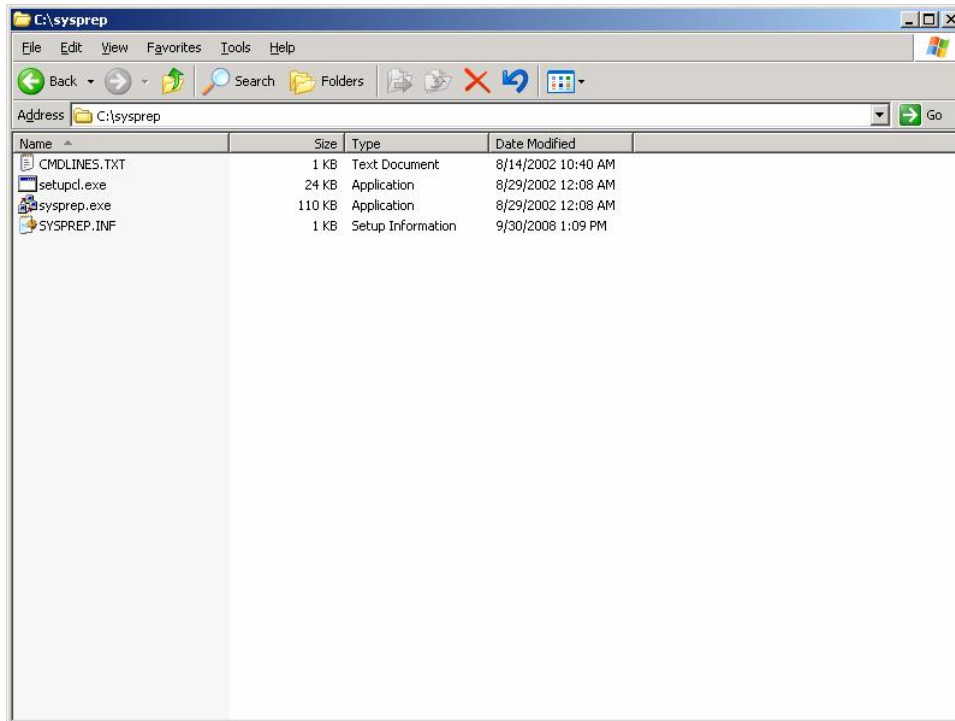 C:\sysprep
File Edit View Favorites Tools Help
Back Search Folders
Address C:\sysprep Go
Name Size Type Date Modified
CMDLINES.TXT 1 KB Text Document 8/14/2002 10:40 AM
setupcl.exe 24 KB Application 8/29/2002 12:08 AM
sysprep.exe 110 KB Application 8/29/2002 12:08 AM
SYSPREP.INF 1 KB Setup Information 9/30/2008 1:09 PM